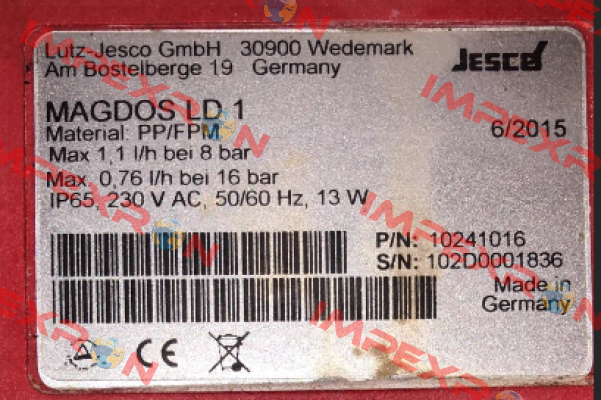 Lutz-Jesco GmbH 30900 Wedemark
Am Bostelberge 19 Germany
Jesco
MAGDOS LD 1
6/2015
Material: PP/FPM
Max 1,1 l/h bei 8 bar
Max. 0,76 l/h bei 16 bar
IP65, 230 V AC, 50/60 Hz, 13 W
P/N: 10241016
S/N: 102D0001836
Made in
Germany
CE
IMPEXRON